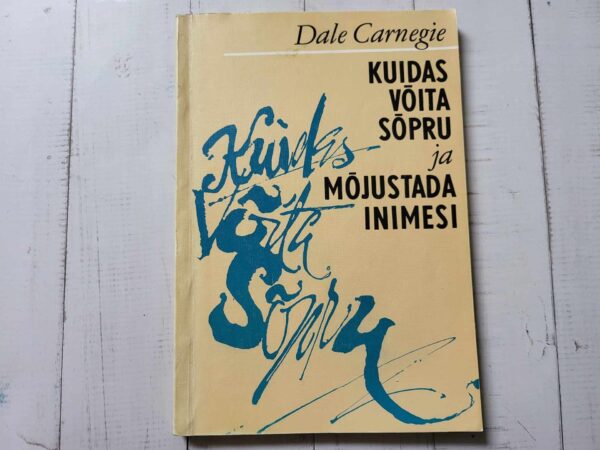 Dale Carnegie
KUIDAS
VÕITA
SÕPRU
ja
MÕJUSTADA
INIMESI
Kuidas
Võita
Sõpru